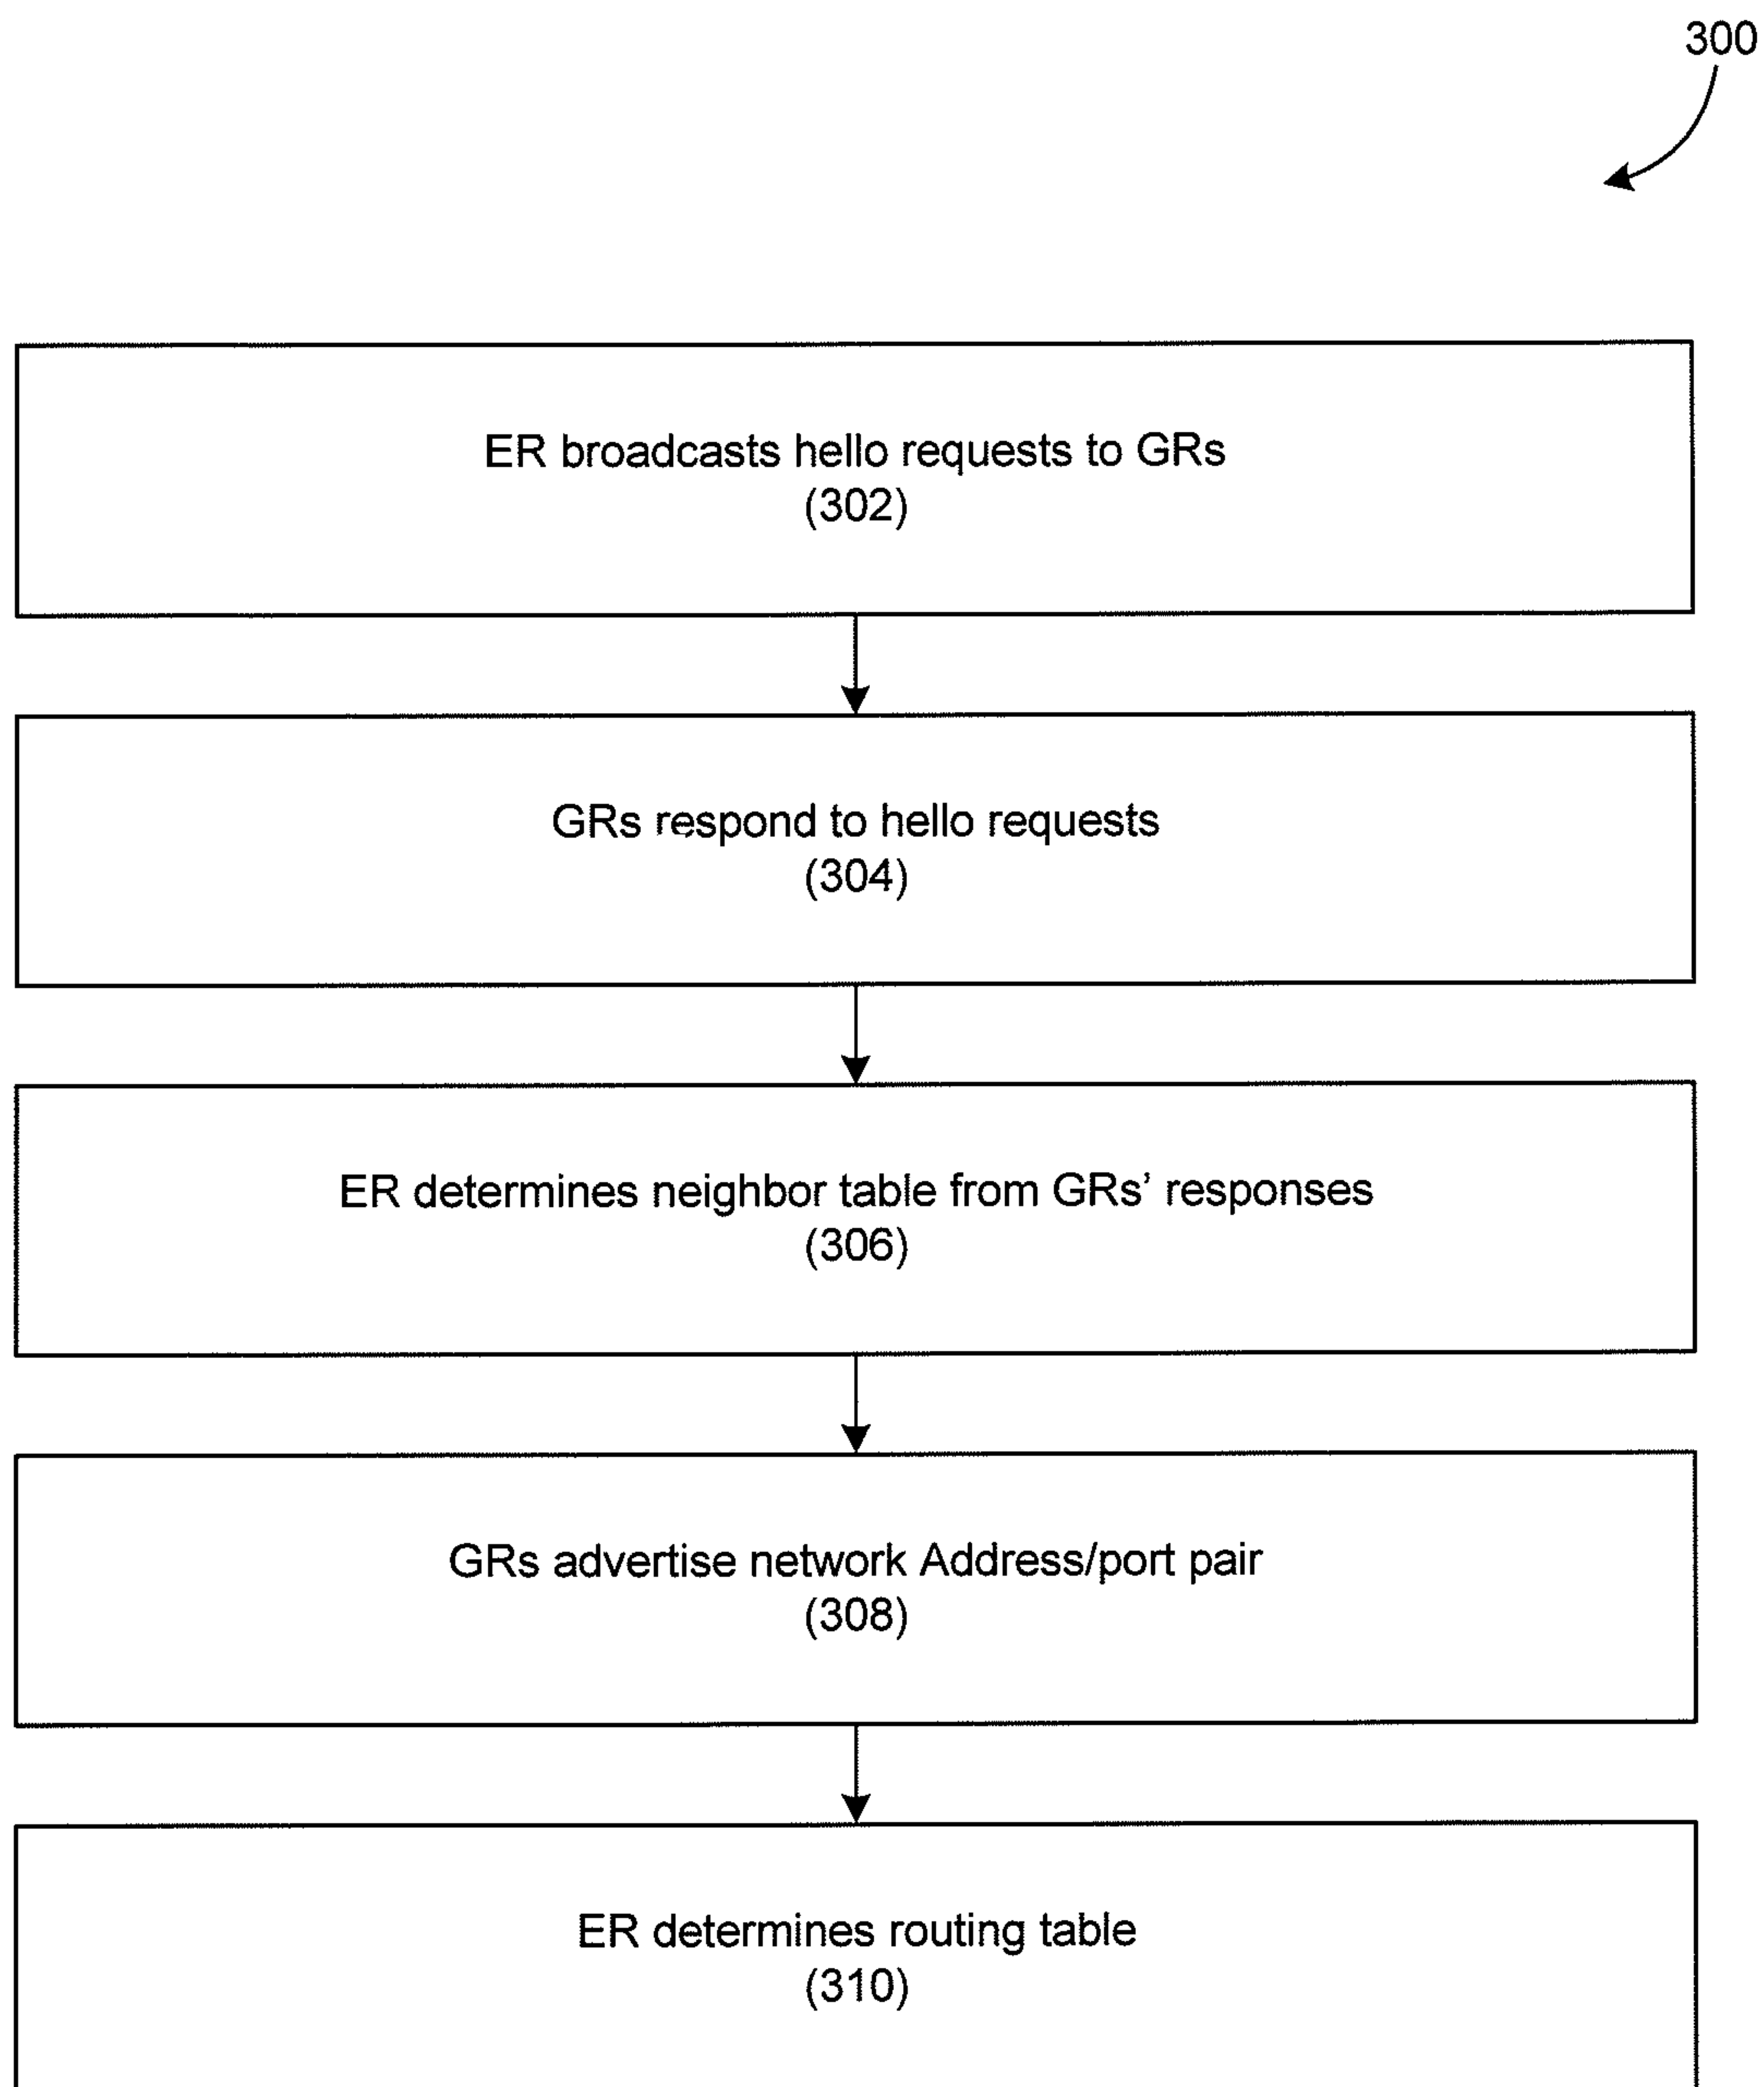 300
ER broadcasts hello requests to GRs
(302)
GRs respond to hello requests
(304)
ER determines neighbor table from GRs’ responses
(306)
GRs advertise network Address/port pair
(308)
ER determines routing table
(310)